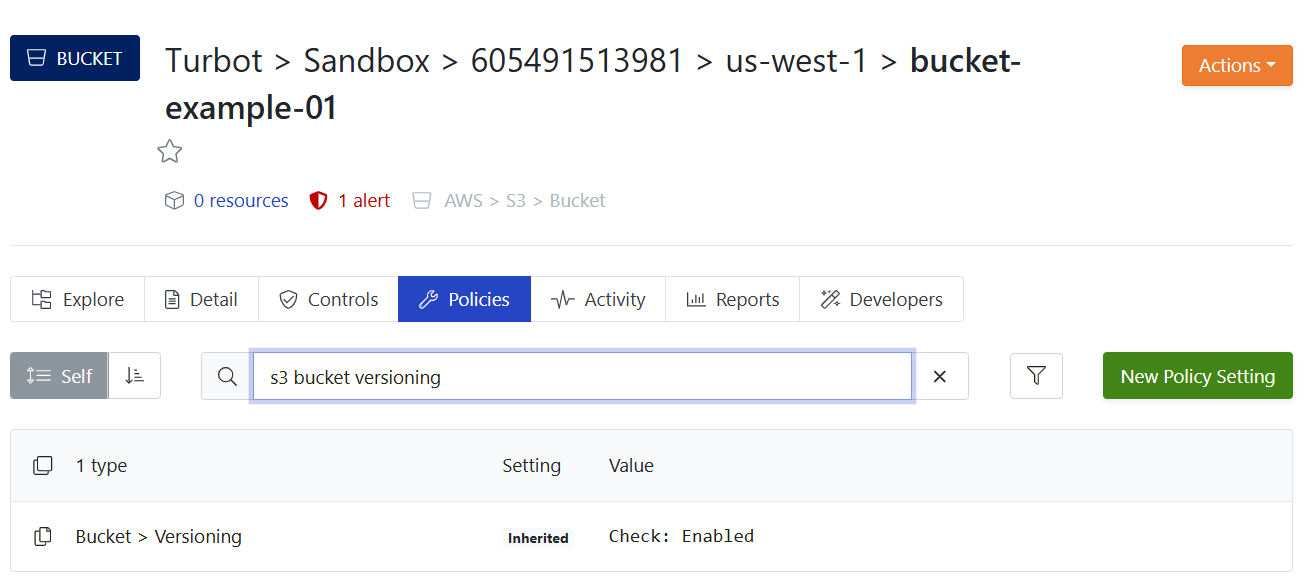 BUCKET
Turbot > Sandbox > 605491513981 > us-west-1 > bucket-
example-01
Actions
0 resources 1 alert AWS > S3 > Bucket
Explore Detail Controls Policies Activity Reports Developers
Self s3 bucket versioning New Policy Setting
1 type Setting Value
Bucket > Versioning Inherited Check: Enabled